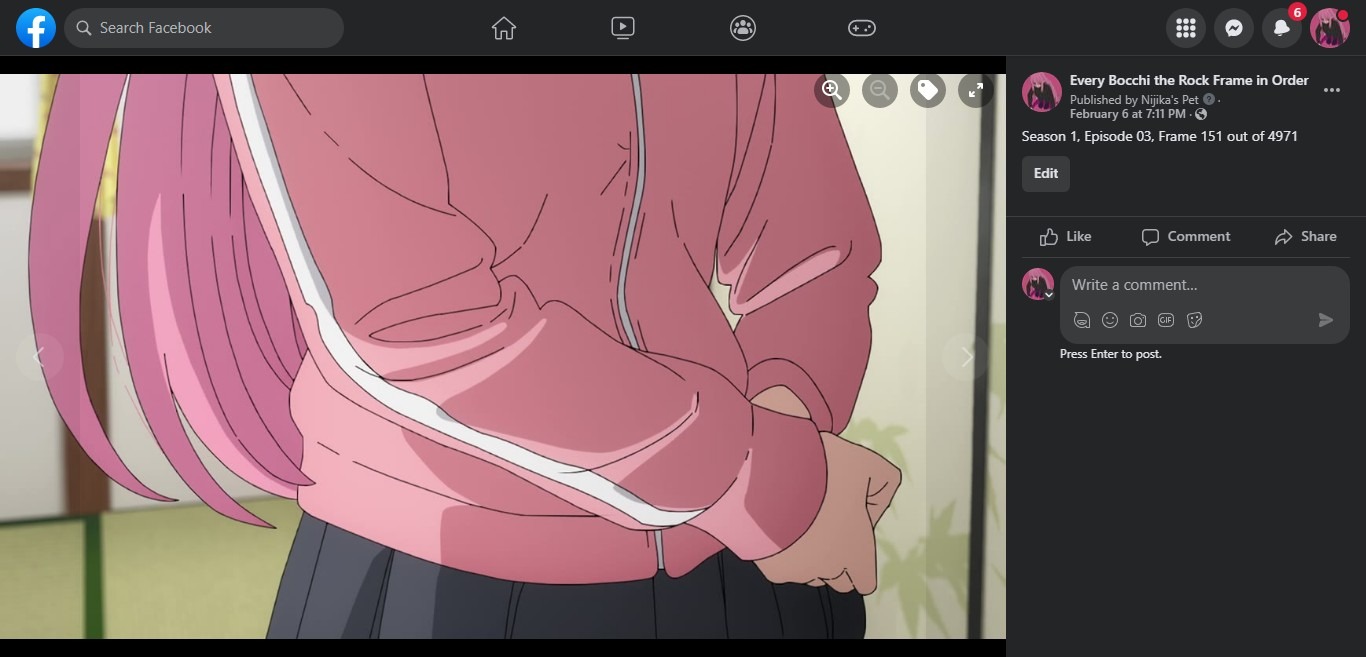 Search Facebook
6
Every Bocchi the Rock Frame in Order
Published by Nijika's Pet ? ·
February 6 at 7:11 PM ·
Season 1, Episode 03, Frame 151 out of 4971
Edit
Like
Comment
Share
Write a comment...
GIF
Press Enter to post.